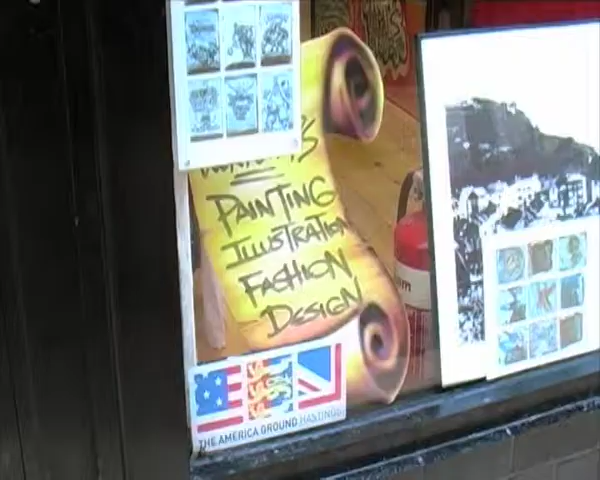 PAINTING
ILLUSTRATION
FASHION
DESIGN
THE AMERICA GROUND HASTINGS